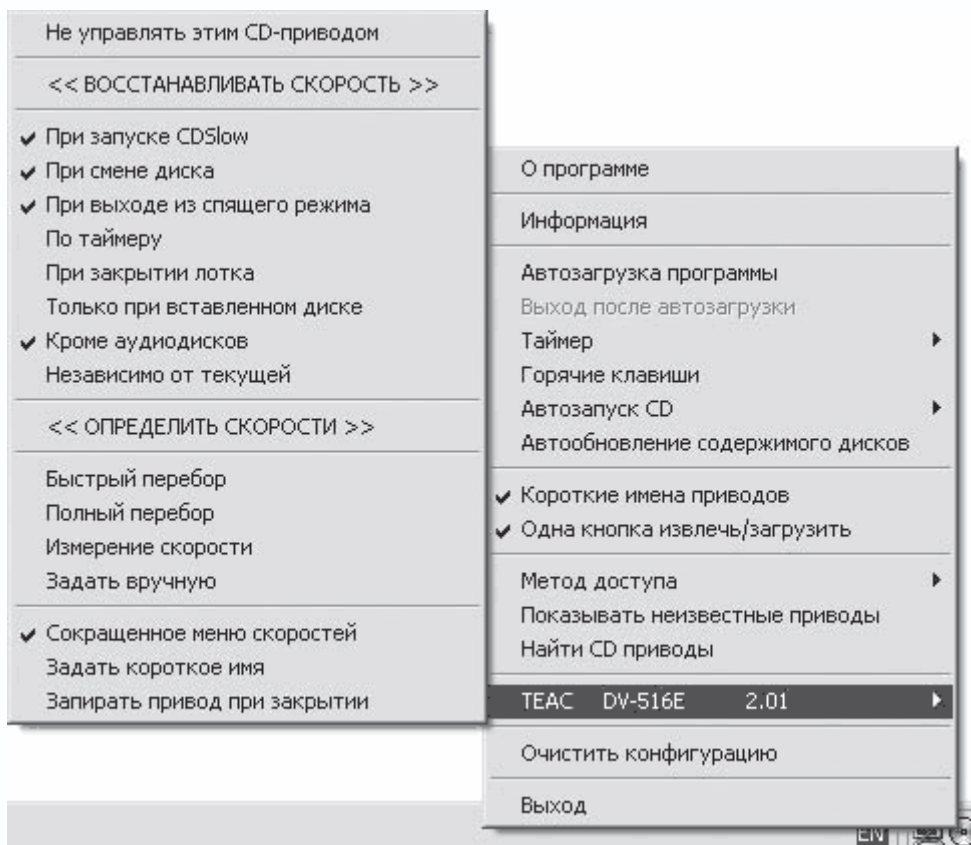 Не управлять этим CD-приводом
<< ВОССТАНАВЛИВАТЬ СКОРОСТЬ >>
При запуске CDSlow
При смене диска
При выходе из спящего режима
По таймеру
При закрытии лотка
Только при вставленном диске
Кроме аудиодисков
Независимо от текущей
<< ОПРЕДЕЛИТЬ СКОРОСТИ >>
Быстрый перебор
Полный перебор
Измерение скорости
Задать вручную
Сокращенное меню скоростей
Задать короткое имя
Запирать привод при закрытии
О программе
Информация
Автозагрузка программы
Выход после автозагрузки
Таймер
Горячие клавиши
Автозапуск CD
Автообновление содержимого дисков
Короткие имена приводов
Одна кнопка извлечь/загрузить
Метод доступа
Показывать неизвестные приводы
Найти CD приводы
TEAC DV-516E 2.01
Очистить конфигурацию
Выход
EN